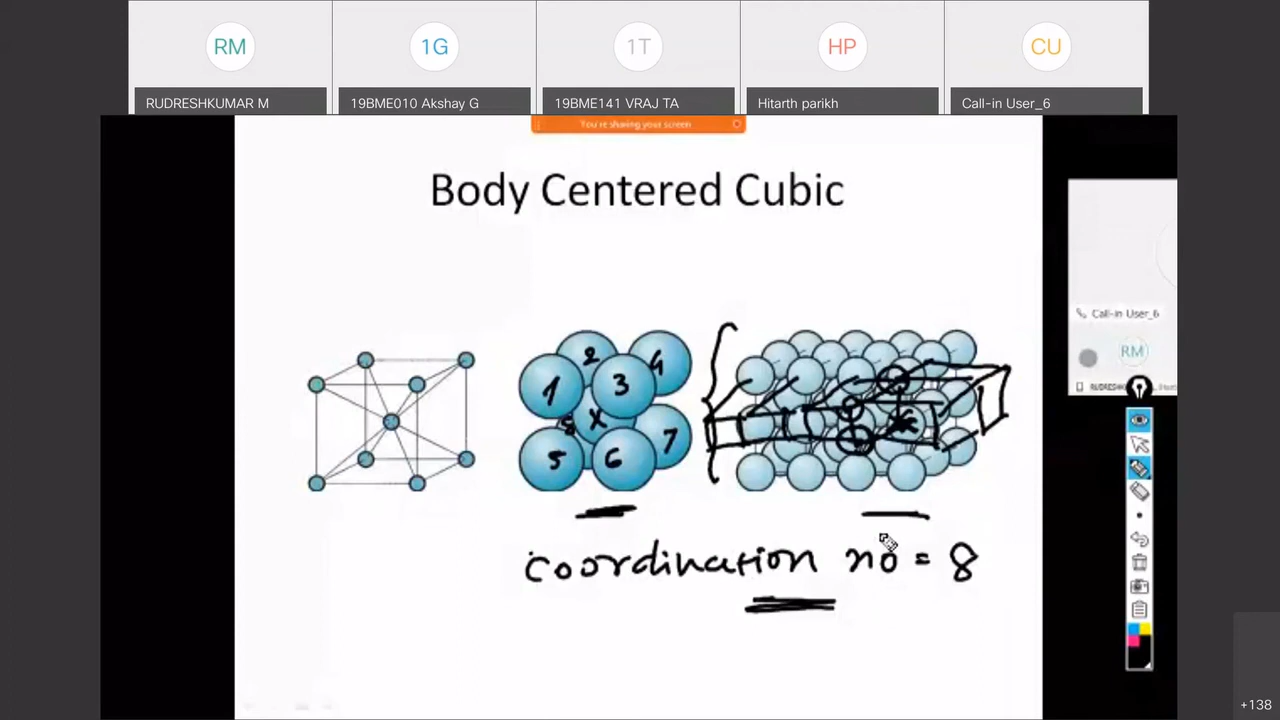 RM
1G
1T
HP
CU
RUDRESHKUMAR M
19BME010 Akshay G
19BME141 VRAJ TA
Hitarth parikh
Call-in User_6
You're sharing your screen
Body Centered Cubic
Call-in User_6
RM
1 2 3 4
8 X
5 6 7
coordination no = 8
+138